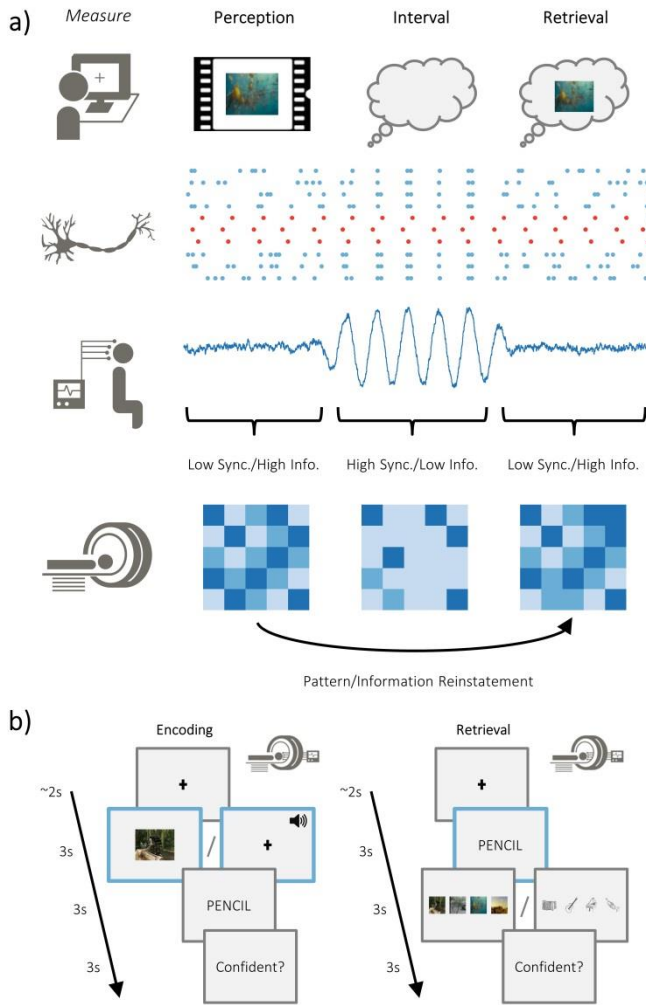 a)
Measure
Perception
Interval
Retrieval
Low Sync./High Info.
High Sync./Low Info.
Low Sync./High Info.
Pattern/Information Reinstatement
b)
Encoding
Retrieval
~2s
3s
/
3s
PENCIL
3s
Confident?
~2s
3s
PENCIL
3s
/
3s
Confident?